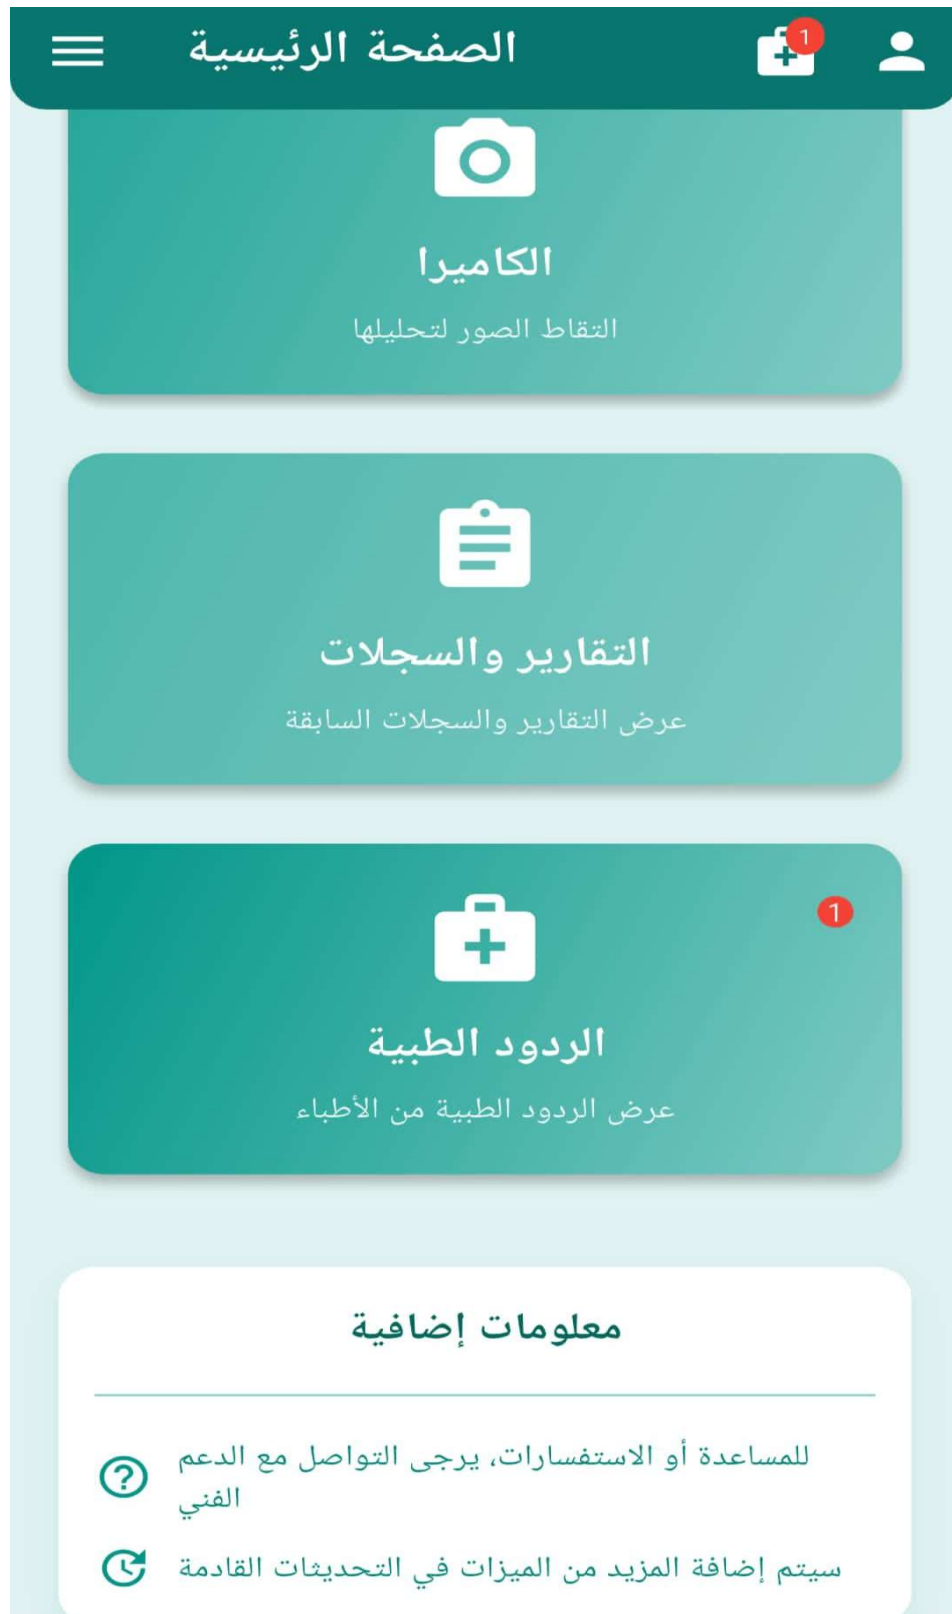 الصفحة الرئيسية
1
الكاميرا
التقاط الصور لتحليلها
التقارير والسجلات
عرض التقارير والسجلات السابقة
1
الردود الطبية
عرض الردود الطبية من الأطباء
معلومات إضافية
للمساعدة أو الاستفسارات، يرجى التواصل مع الدعم
الفني
سيتم إضافة المزيد من الميزات في التحديثات القادمة